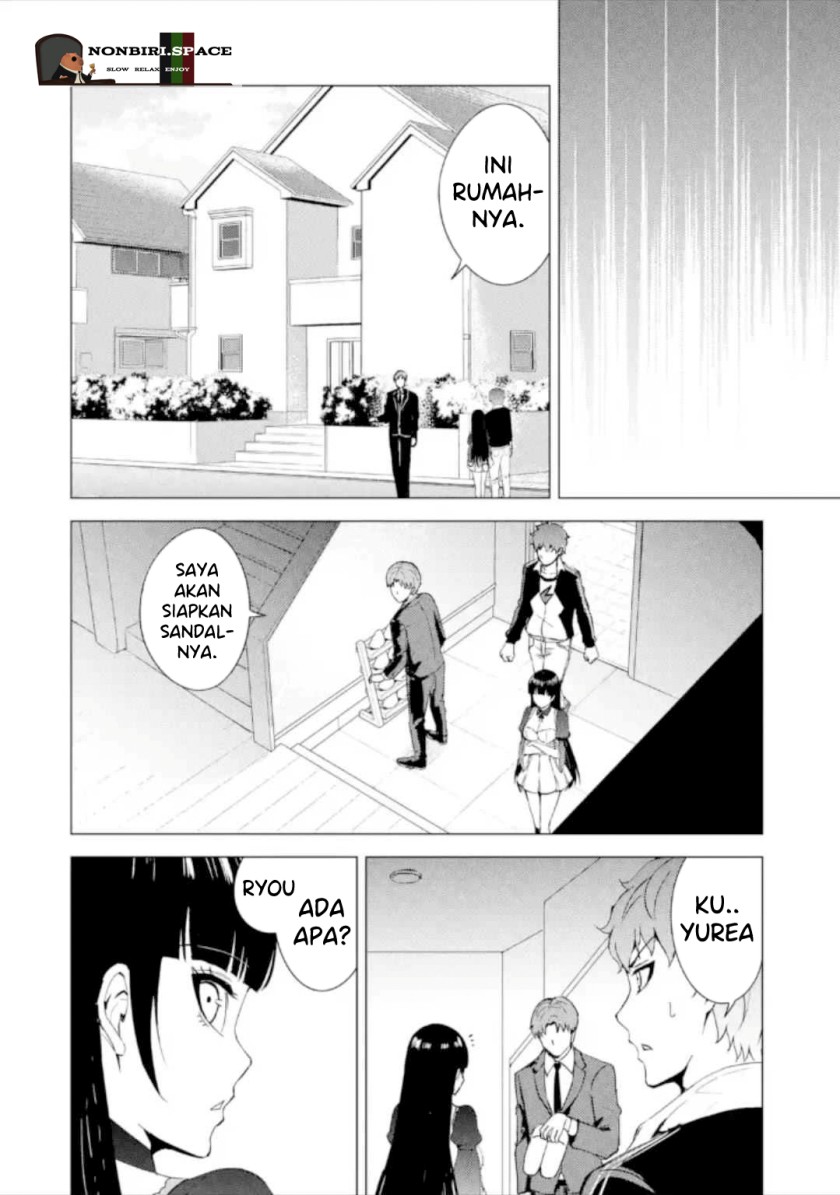 NONBIRI.SPACE
SLOW RELAX ENJOY
INI
RUMAH-
NYA.
SAYA
AKAN
SIAPKAN
SANDAL-
NYA.
KU..
YUREA
RYOU
ADA
APA?